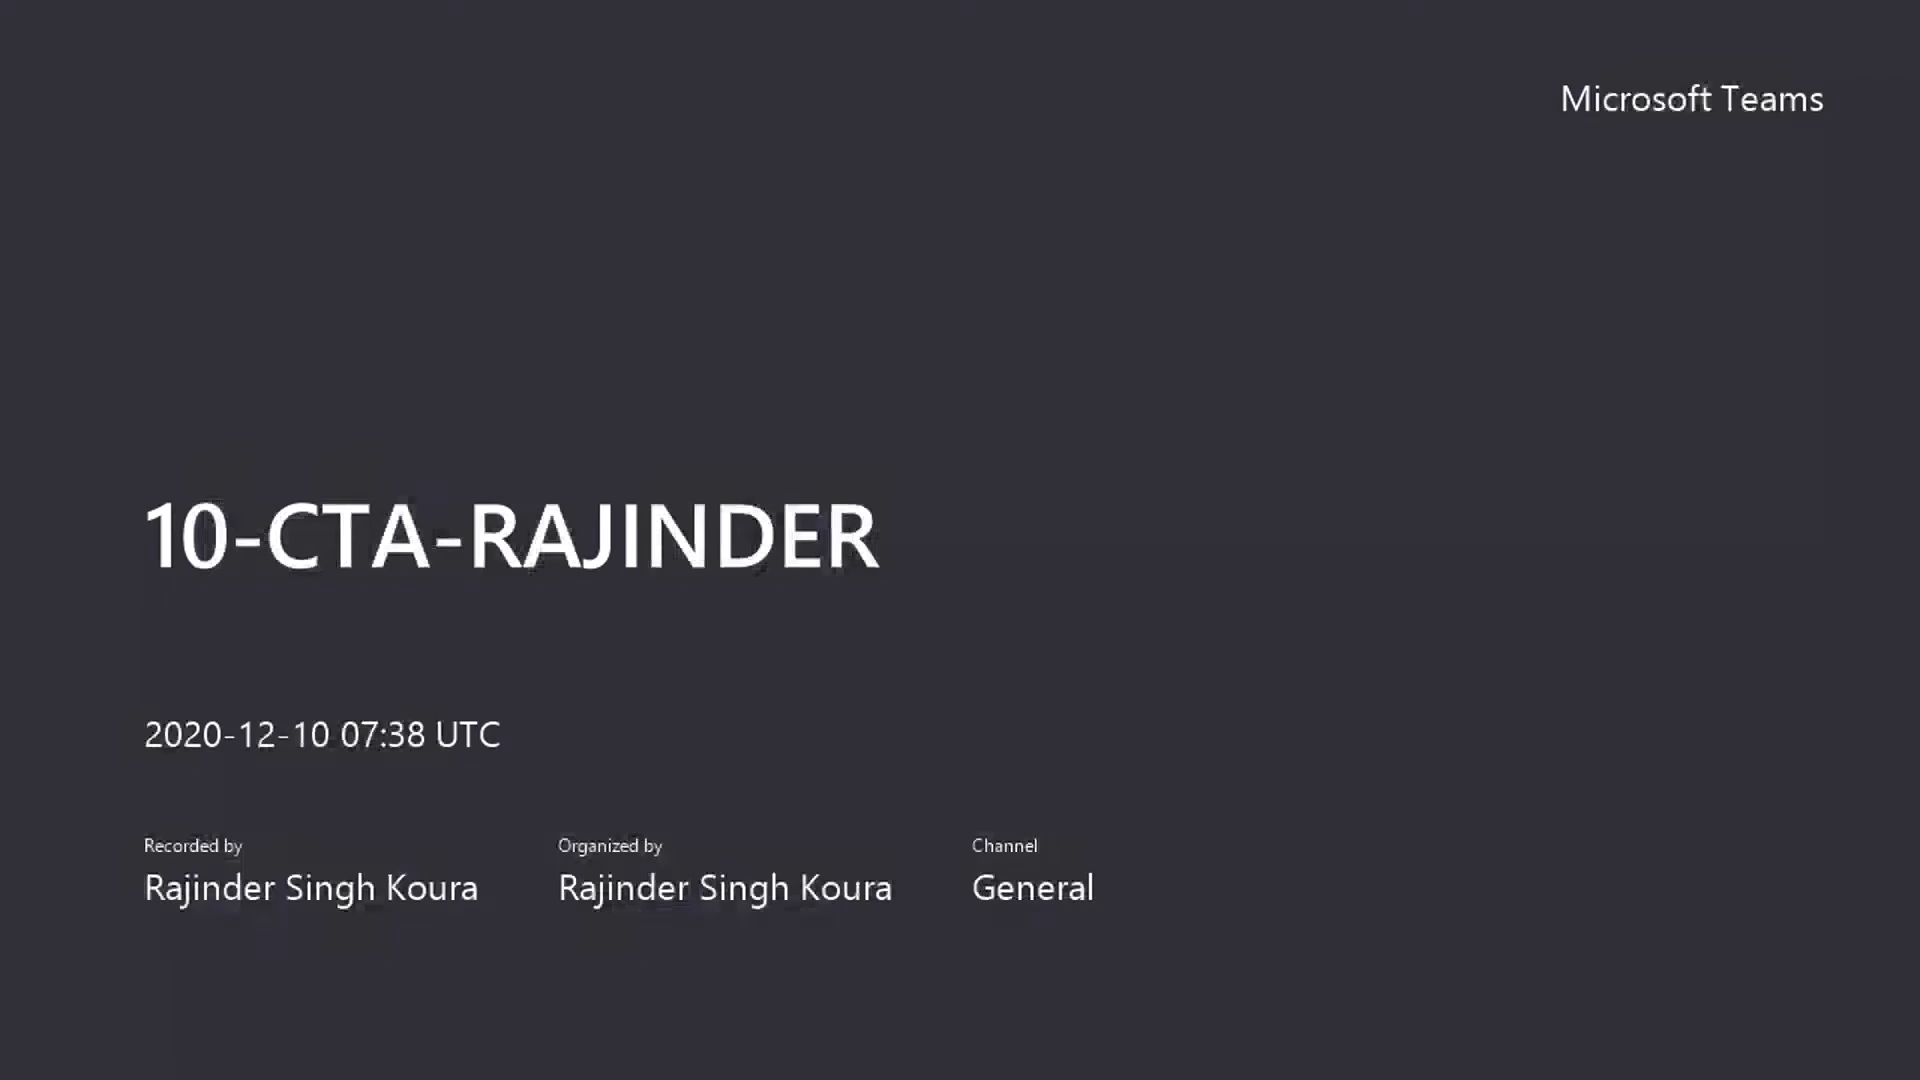 Microsoft Teams
10-CTA-RAJINDER
2020-12-10 07:38 UTC
Recorded by
Rajinder Singh Koura
Organized by
Rajinder Singh Koura
Channel
General